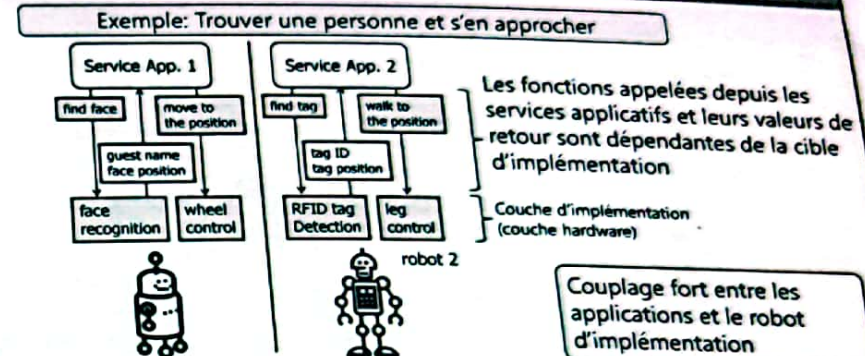 Exemple: Trouver une personne et s'en approcher
Service App. 1
find face
move to
the position
guest name
face position
face
recognition
wheel
control
Service App. 2
find tag
walk to
the position
tag ID
tag position
RFID tag
Detection
leg
control
robot 2
Les fonctions appelées depuis les
services applicatifs et leurs valeurs de
retour sont dépendantes de la cible
d'implémentation
Couche d'implémentation
(couche hardware)
Couplage fort entre les
applications et le robot
d'implémentation